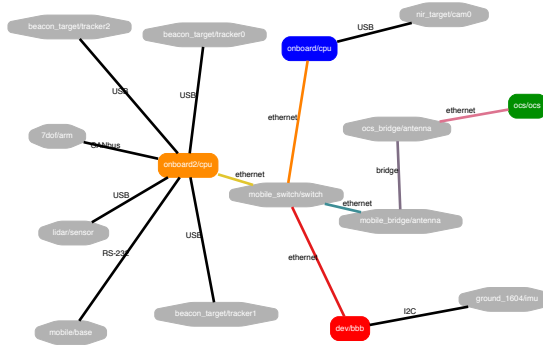 nir_target/cam0
beacon_target/tracker2
USB
beacon_target/tracker0
onboard/cpu
USB
USB
ocs/ocs
ethernet
ethernet
ocs_bridge/antenna
7dof/arm
CANbus
onboard2/cpu
bridge
ethernet
mobile_switch/switch
USB
ethernet
mobile_bridge/antenna
lidar/sensor
USB
RS-232
ethernet
ground_1604/imu
I2C
beacon_target/tracker1
dev/bbb
mobile/base